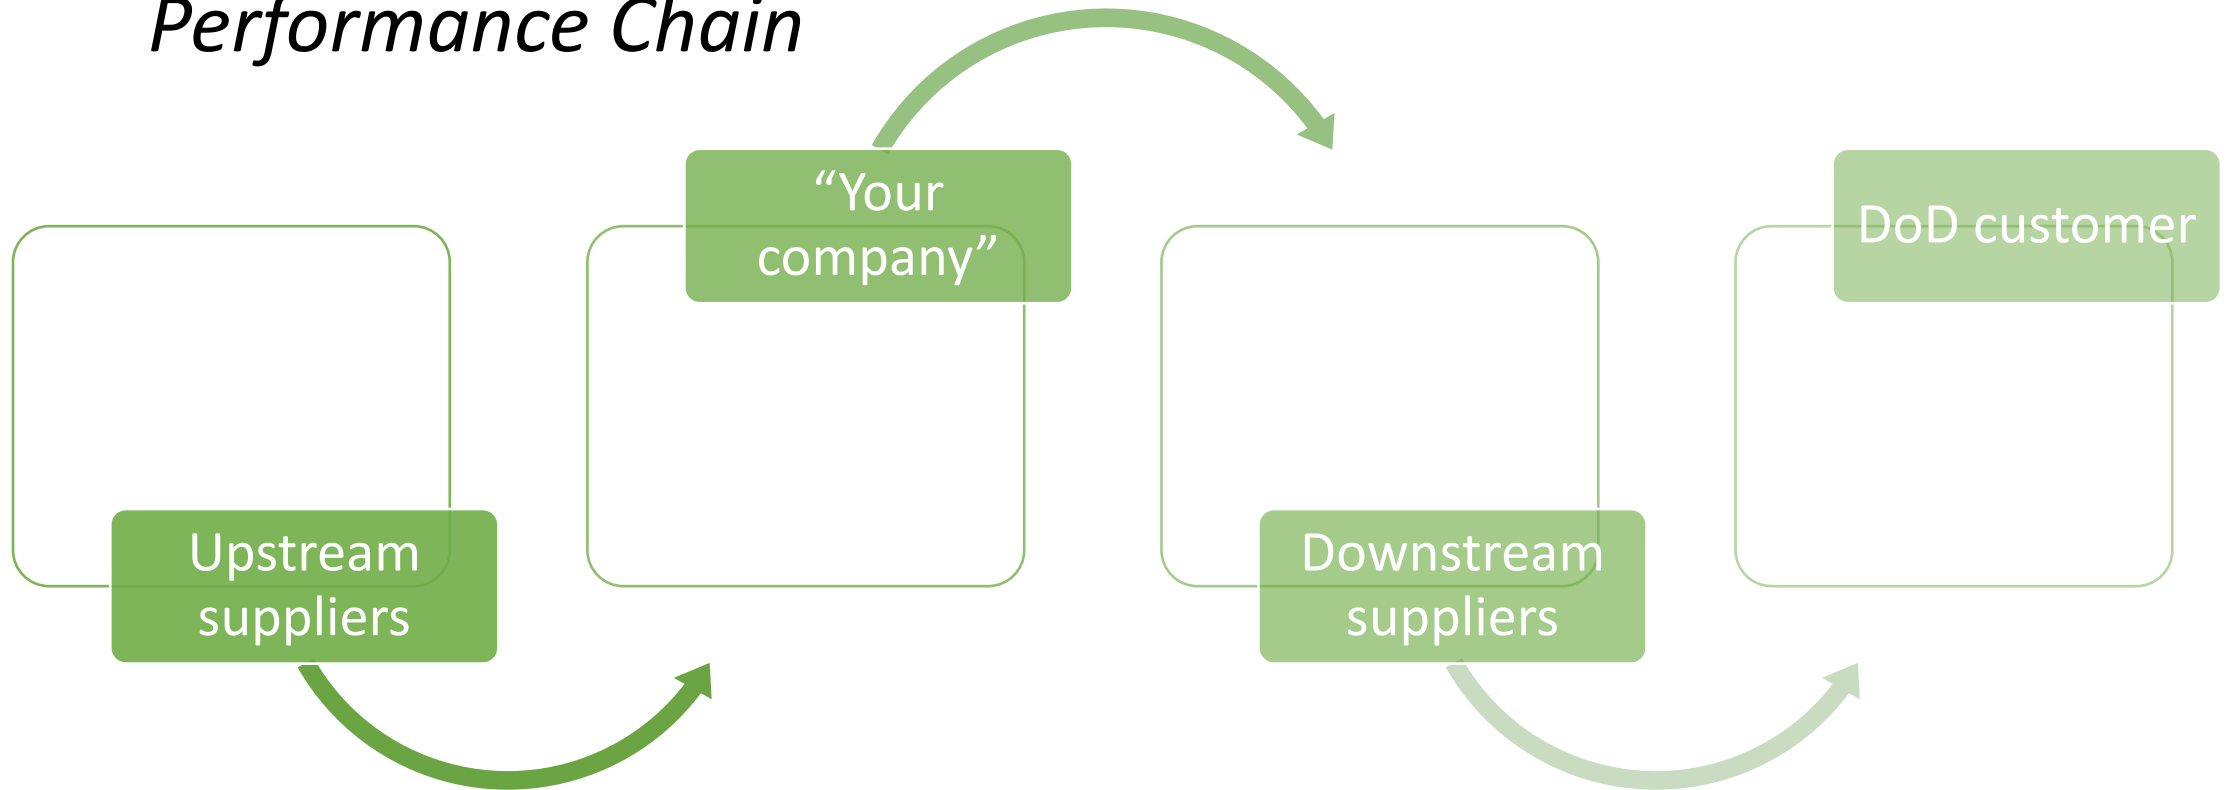 Performance Chain
“Your
company”
DoD customer
Upstream
suppliers
Downstream
suppliers